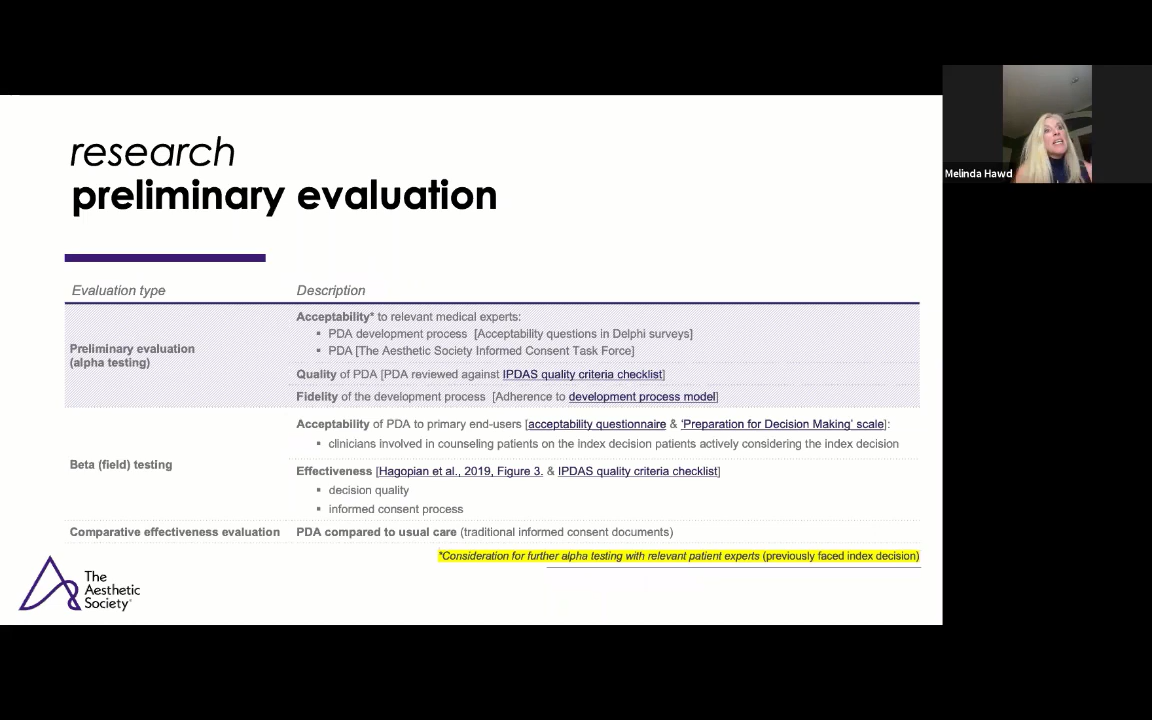 research
preliminary evaluation
Evaluation type
Description
Preliminary evaluation
(alpha testing)
Acceptability* to relevant medical experts:
▪ PDA development process [Acceptability questions in Delphi surveys]
▪ PDA [The Aesthetic Society Informed Consent Task Force]
Quality of PDA [PDA reviewed against IPDAS quality criteria checklist]
Fidelity of the development process [Adherence to development process model]
Beta (field) testing
Acceptability of PDA to primary end-users [acceptability questionnaire & 'Preparation for Decision Making' scale]:
▪ clinicians involved in counseling patients on the index decision patients actively considering the index decision
Effectiveness [Hagopian et al., 2019, Figure 3. & IPDAS quality criteria checklist]
▪ decision quality
▪ informed consent process
Comparative effectiveness evaluation
PDA compared to usual care (traditional informed consent documents)
*Consideration for further alpha testing with relevant patient experts (previously faced index decision)
The
Aesthetic
Society
Melinda Hawd